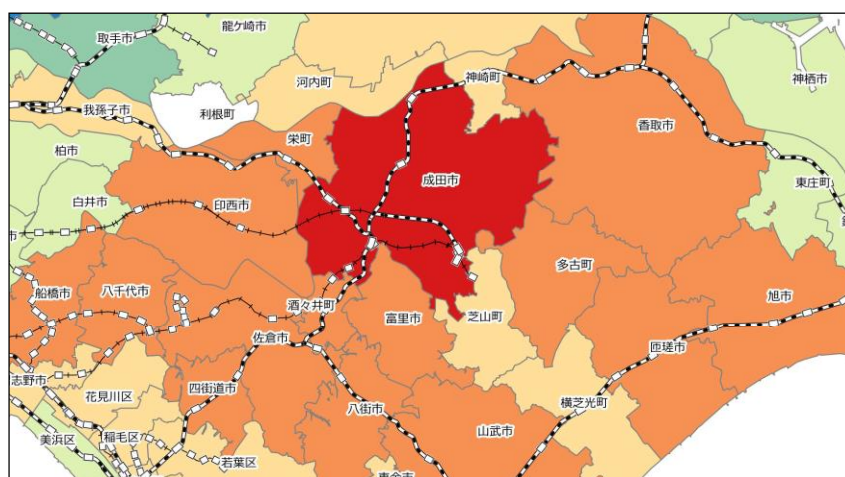 龍ケ崎市
取手市
神栖市
河内町
神崎町
我孫子市
利根町
香取市
栄町
柏市
成田市
東庄町
白井市
印西市
市
多古町
船橋市
八千代市
旭市
酒々井町
富里市
芝山町
佐倉市
匝瑳市
志野市
四街道市
花見川区
横芝光町
八街市
山武市
美浜区
稲毛区
若葉区